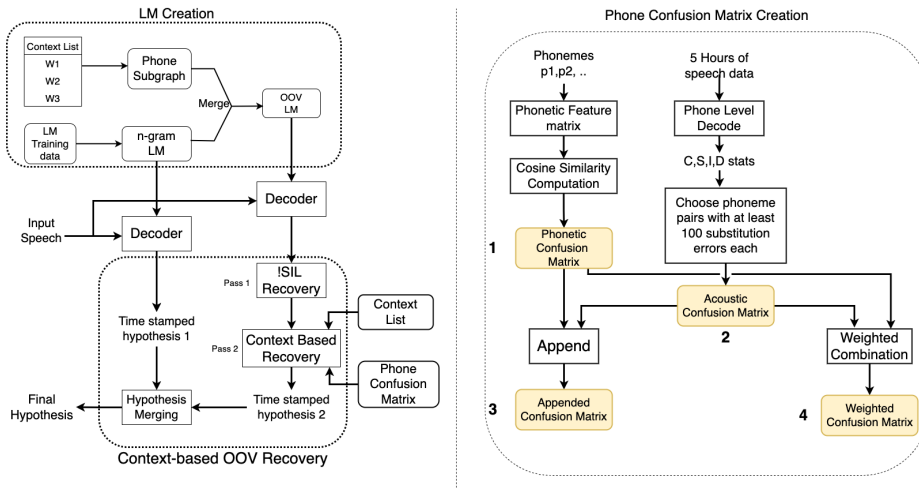 LM Creation
Context List
W1
W2
W3
Phone
Subgraph
Merge
OOV
LM
LM
Training
data
n-gram
LM
Input
Speech
Decoder
Decoder
Pass 1
!SIL
Recovery
Context
List
Pass 2
Context Based
Recovery
Phone
Confusion
Matrix
Time stamped
hypothesis 1
Time stamped
hypothesis 2
Hypothesis
Merging
Final
Hypothesis
Context-based OOV Recovery
Phone Confusion Matrix Creation
Phonemes
p1,p2, ..
Phonetic Feature
matrix
Cosine Similarity
Computation
1
Phonetic
Confusion
Matrix
5 Hours of
speech data
Phone Level
Decode
C,S,I,D stats
Choose phoneme
pairs with at least
100 substitution
errors each
Acoustic
Confusion Matrix
2
Append
Weighted
Combination
3
Appended
Confusion Matrix
4
Weighted
Confusion Matrix